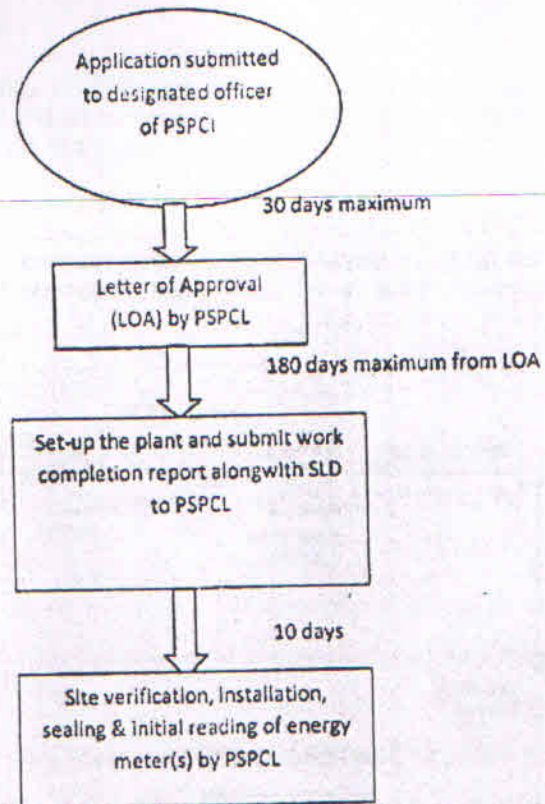 Application submitted
to designated officer
of PSPCL
30 days maximum
Letter of Approval
(LOA) by PSPCL
180 days maximum from LOA
Set-up the plant and submit work
completion report alongwith SLD
to PSPCL
10 days
Site verification, Installation,
sealing & initial reading of energy
meter(s) by PSPCL